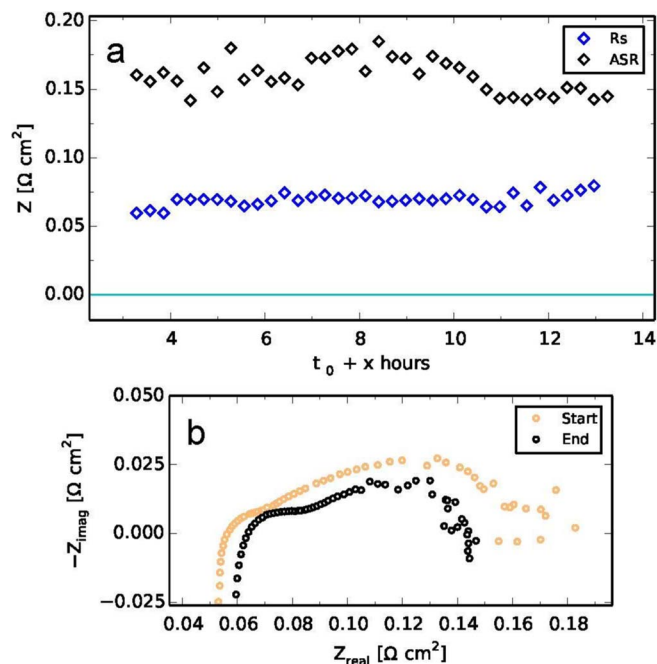 a
Rs
ASR
0.20
0.15
0.10
0.05
0.00
Z [Ω cm²]
4 6 8 10 12 14
t₀ + x hours
b
Start
End
0.050
0.025
0.000
−0.025
−Z_imag [Ω cm²]
0.04 0.06 0.08 0.10 0.12 0.14 0.16 0.18
Z_real [Ω cm²]